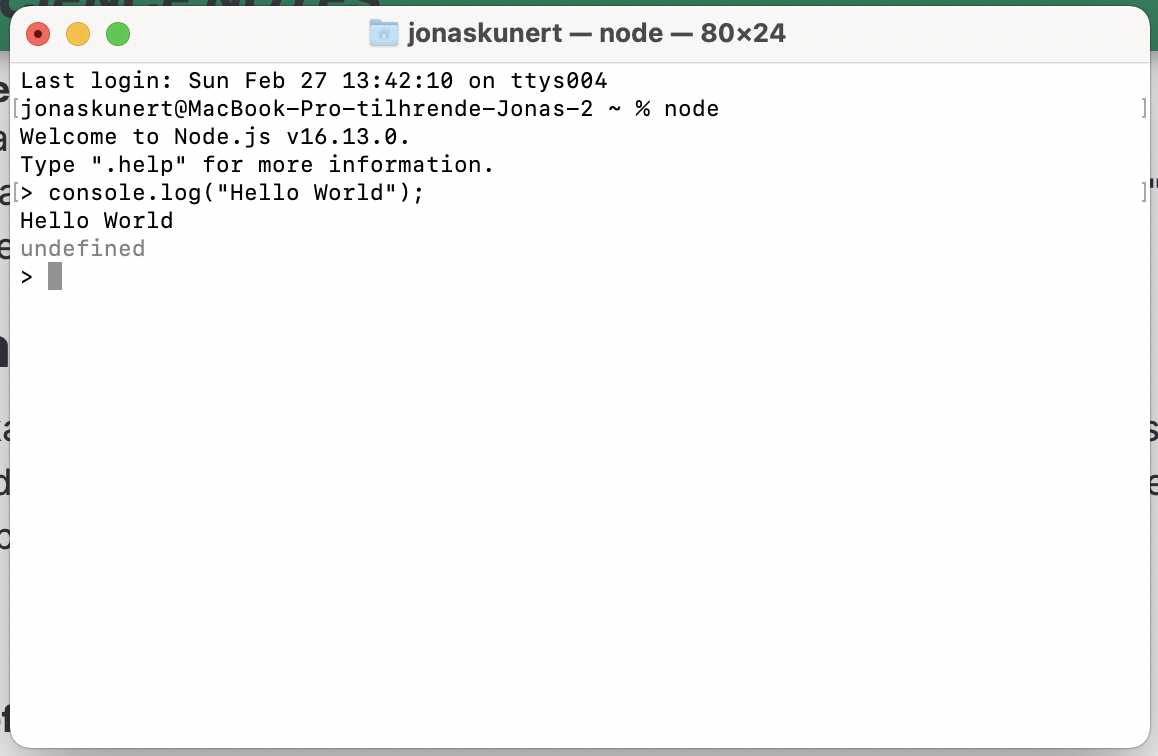 CIENCE NOTES
jonaskunert — node — 80×24
Last login: Sun Feb 27 13:42:10 on ttys004
[jonaskunert@MacBook-Pro-tilhrende-Jonas-2 ~ % node ]
Welcome to Node.js v16.13.0.
Type ".help" for more information.
[> console.log("Hello World"); ]
Hello World
undefined
>